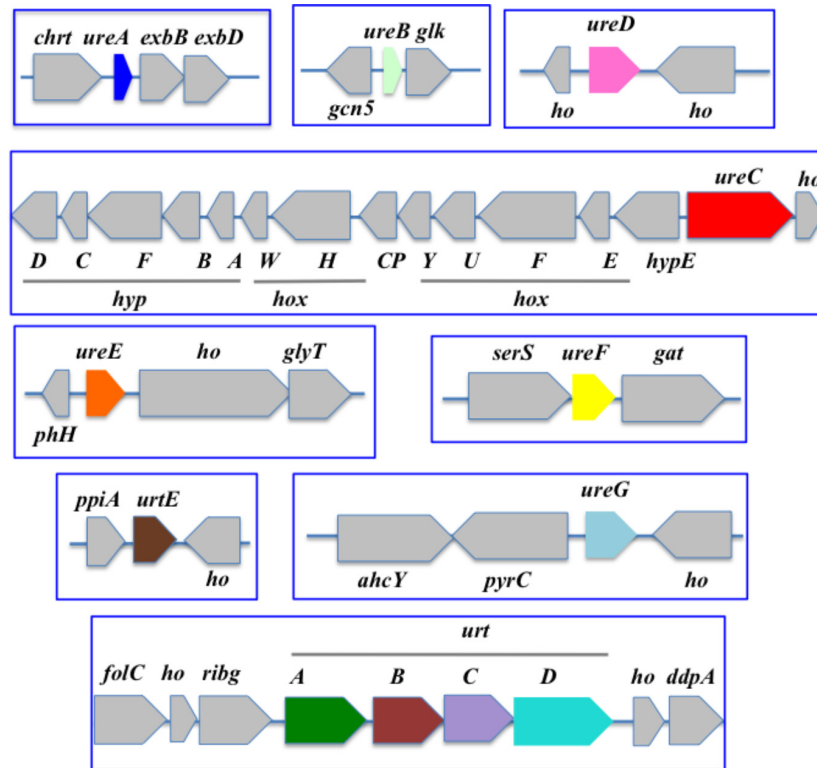 chrt ureA exbB exbD
ureB glk
gcn5
ureD
ho ho
ureC ho
D C F B A W H CP Y U F E hypE
hyp hox hox
ureE ho glyT
phH
serS ureF gat
ppiA urtE
ho
ureG
ahcY pyrC ho
urt
folC ho ribg A B C D ho ddpA